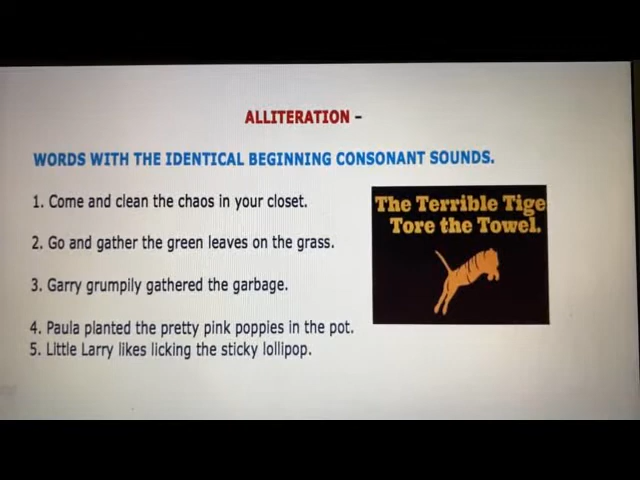 ALLITERATION –
WORDS WITH THE IDENTICAL BEGINNING CONSONANT SOUNDS.
1. Come and clean the chaos in your closet.
2. Go and gather the green leaves on the grass.
3. Garry grumpily gathered the garbage.
4. Paula planted the pretty pink poppies in the pot.
5. Little Larry likes licking the sticky lollipop.
The Terrible Tige
Tore the Towel.